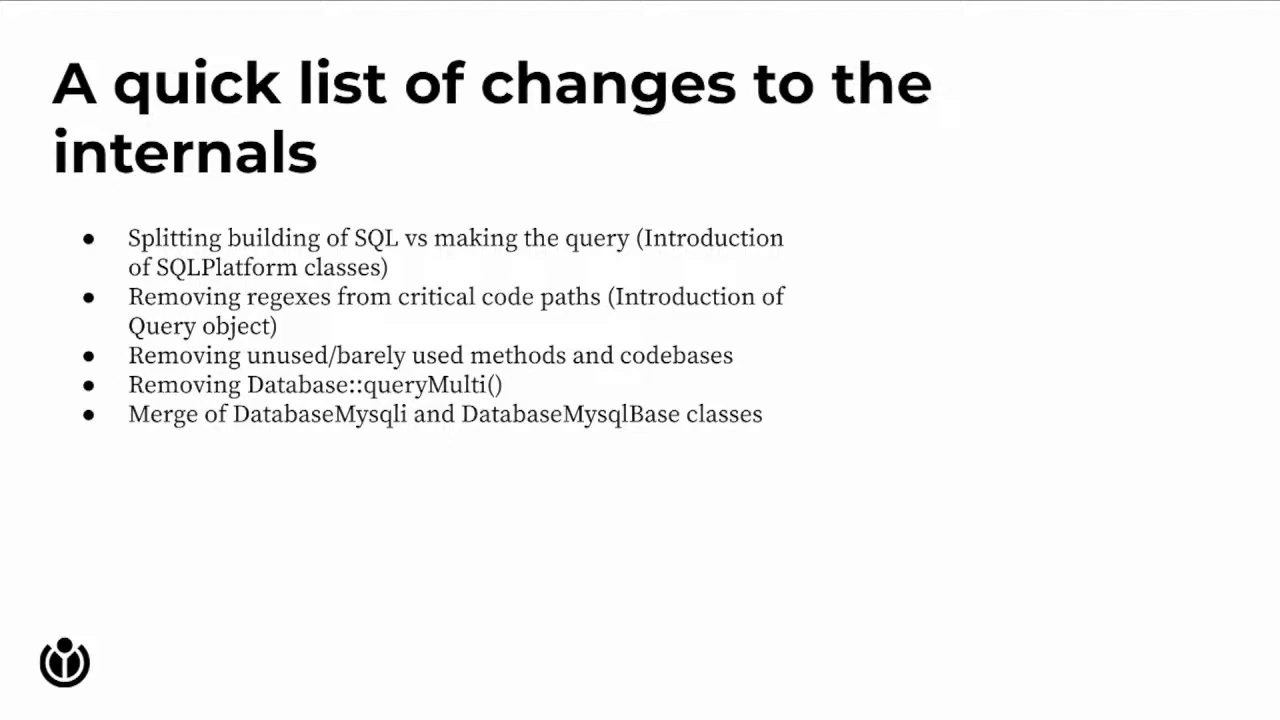 A quick list of changes to the
internals
● Splitting building of SQL vs making the query (Introduction
of SQLPlatform classes)
● Removing regexes from critical code paths (Introduction of
Query object)
● Removing unused/barely used methods and codebases
● Removing Database::queryMulti()
● Merge of DatabaseMysqli and DatabaseMysqlBase classes